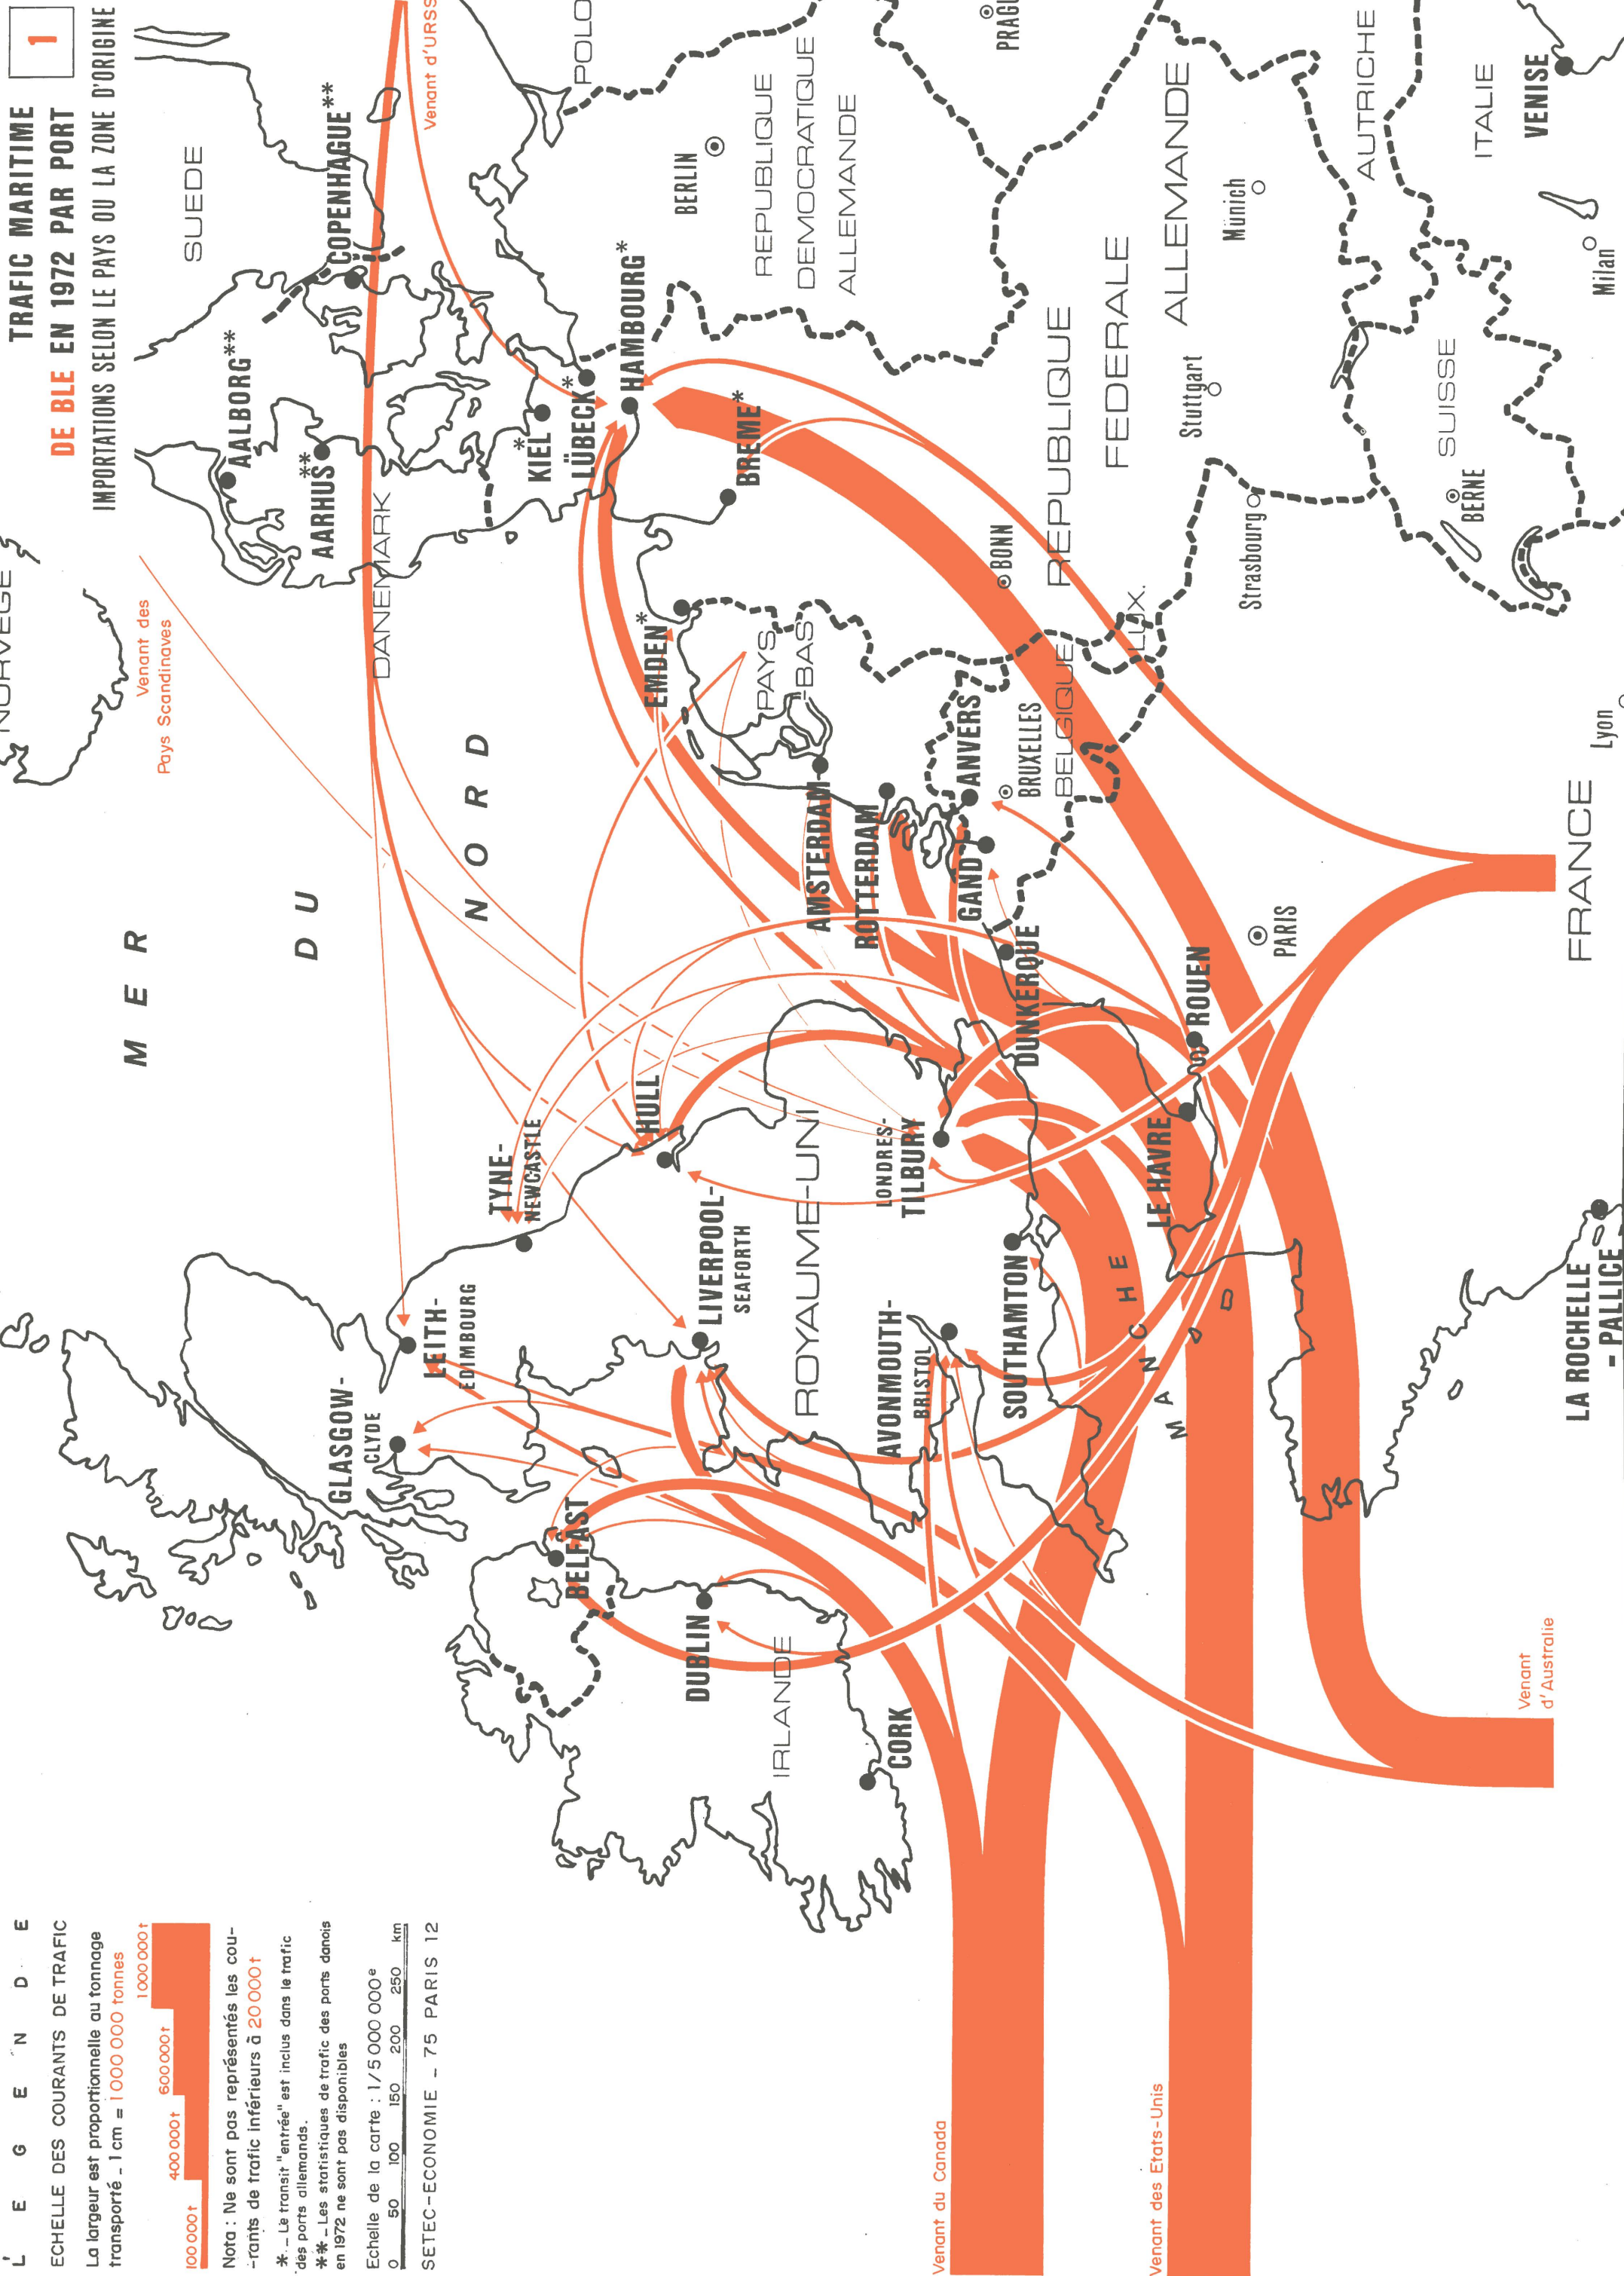 TRAFIC MARITIME
1
DE BLE EN 1972 PAR PORT
IMPORTATIONS SELON LE PAYS OU LA ZONE D'ORIGINE
L E G E N D E
ECHELLE DES COURANTS DE TRAFIC
La largeur est proportionnelle au tonnage
transporté _ 1 cm = 1 000 000 tonnes
100 000 t
400 000 t
600 000 t
1 000 000 t
Nota : Ne sont pas représentés les cou-
-rants de trafic inférieurs à 20 000 t
* _ Le transit "entrée" est inclus dans le trafic
des ports allemands.
** _ Les statistiques de trafic des ports danois
en 1972 ne sont pas disponibles
Echelle de la carte : 1/5 000 000e
0 50 100 150 200 250 km
SETEC-ECONOMIE _ 75 PARIS 12
NORVEGE
Venant des
Pays Scandinaves
SUEDE
Venant d'URSS
MER
DU
NORD
AALBORG**
AARHUS**
COPENHAGUE**
DANEMARK
POLO
GLASGOW-
CLYDE
LEITH-
EDIMBOURG
TYNE-
NEWCASTLE
KIEL*
LÜBECK*
HAMBOURG*
BREME*
EMDEN*
BERLIN
REPUBLIQUE
DEMOCRATIQUE
ALLEMANDE
BELFAST
DUBLIN
IRLANDE
CORK
LIVERPOOL-
SEAFORTH
HULL
ROYAUME-UNI
PAYS
-BAS
AMSTERDAM
ROTTERDAM
AVONMOUTH-
BRISTOL
LONDRES-
TILBURY
SOUTHAMTON
GAND
ANVERS
BRUXELLES
BELGIQUE
LUX.
DUNKERQUE
BONN
REPUBLIQUE
FEDERALE
ALLEMANDE
PRAGU
Stuttgart
Münich
Strasbourg
AUTRICHE
MANCHE
LE HAVRE
ROUEN
PARIS
SUISSE
BERNE
ITALIE
VENISE
Milan
Lyon
FRANCE
LA ROCHELLE
- PALLICE
Venant du Canada
Venant des Etats-Unis
Venant
d'Australie